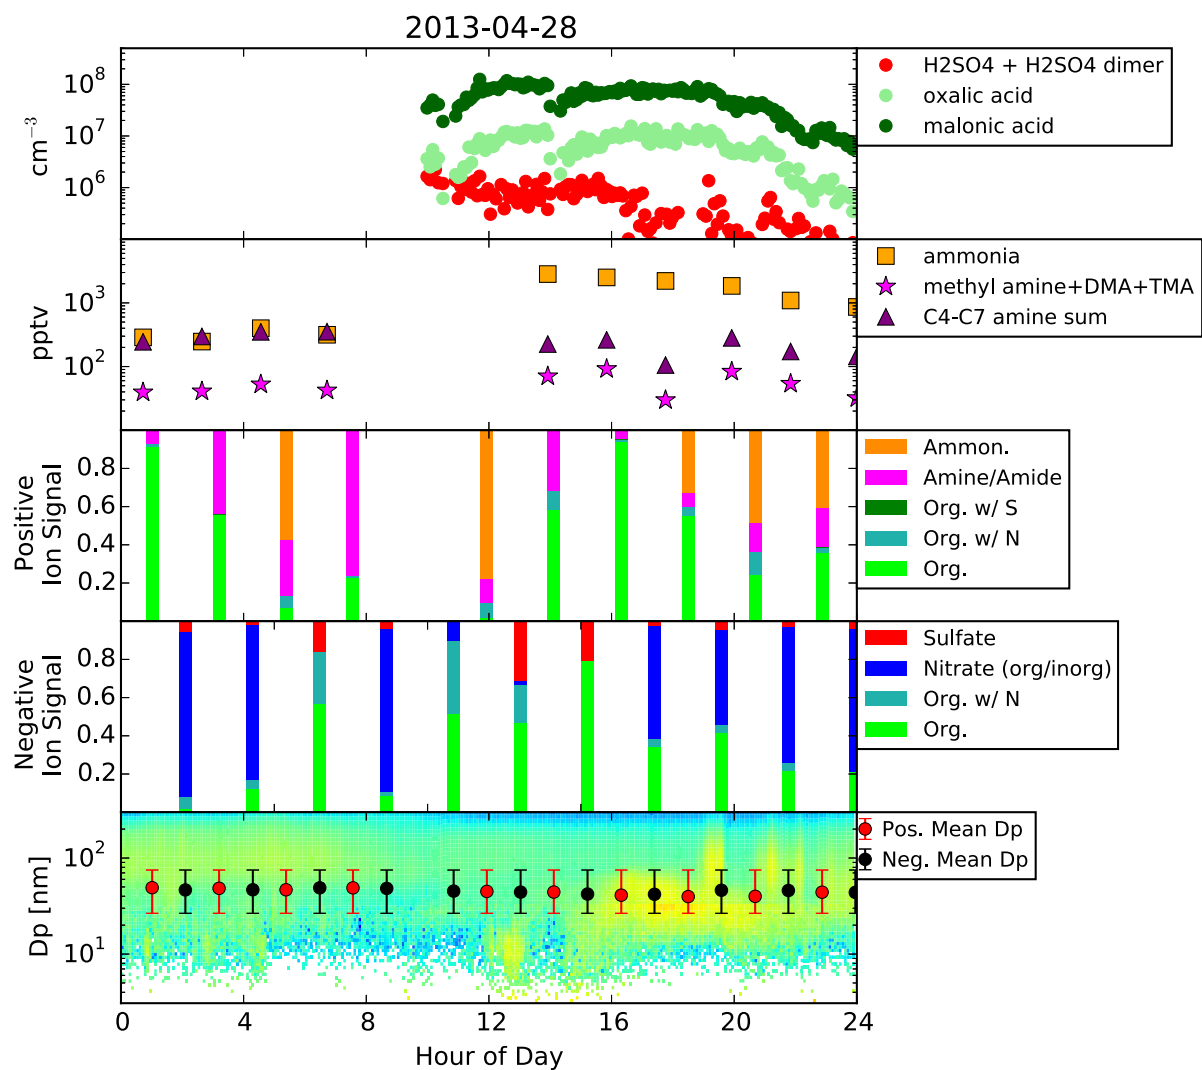 2013-04-28
10^8
10^7
10^6
cm^−3
H2SO4 + H2SO4 dimer
oxalic acid
malonic acid
10^3
10^2
pptv
ammonia
methyl amine+DMA+TMA
C4-C7 amine sum
0.8
0.6
0.4
0.2
Positive
Ion Signal
Ammon.
Amine/Amide
Org. w/ S
Org. w/ N
Org.
0.8
0.6
0.4
0.2
Negative
Ion Signal
Sulfate
Nitrate (org/inorg)
Org. w/ N
Org.
10^2
10^1
Dp [nm]
Pos. Mean Dp
Neg. Mean Dp
0 4 8 12 16 20 24
Hour of Day